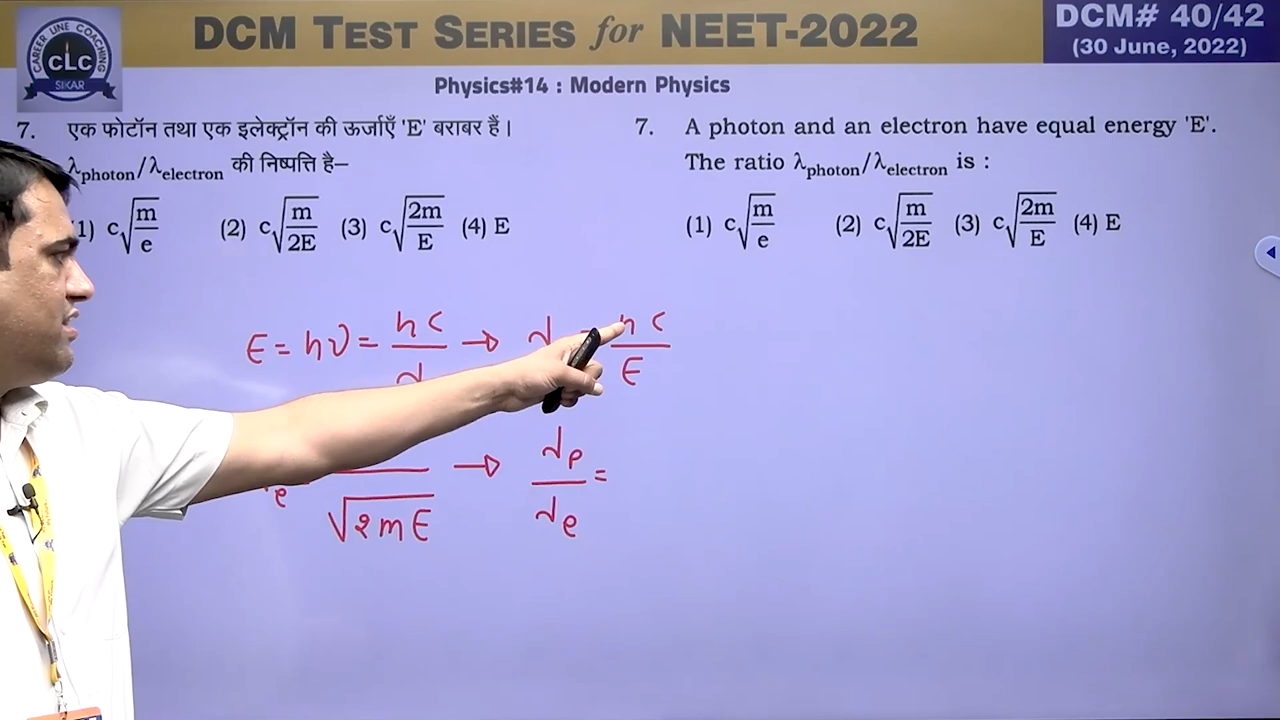 CAREER LINE COACHING
CLC
SIKAR
DCM TEST SERIES for NEET-2022
DCM# 40/42
(30 June, 2022)
Physics#14 : Modern Physics
7. एक फोटॉन तथा एक इलेक्ट्रॉन की ऊर्जाएँ 'E' बराबर हैं।
λphoton/λelectron की निष्पत्ति है–
1) c√(m/e) (2) c√(m/2E) (3) c√(2m/E) (4) E
7. A photon and an electron have equal energy 'E'.
The ratio λphoton/λelectron is :
(1) c√(m/e) (2) c√(m/2E) (3) c√(2m/E) (4) E
E = hν = hc/λ → λ = hc/E
e √2mE → λp/λe =